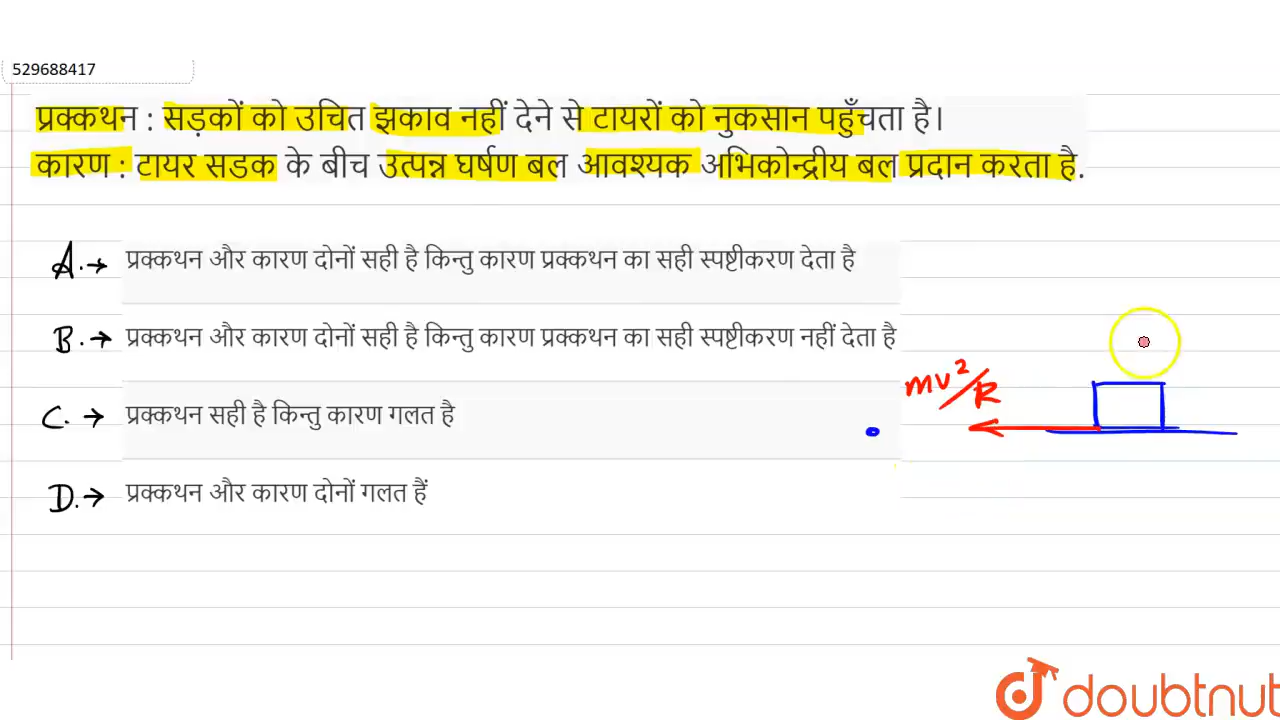 529688417
प्रक्कथन : सड़कों को उचित झकाव नहीं देने से टायरों को नुकसान पहुँचता है।
कारण : टायर सडक के बीच उत्पन्न घर्षण बल आवश्यक अभिकोन्द्रीय बल प्रदान करता है.
A.→ प्रक्कथन और कारण दोनों सही है किन्तु कारण प्रक्कथन का सही स्पष्टीकरण देता है
B.→ प्रक्कथन और कारण दोनों सही है किन्तु कारण प्रक्कथन का सही स्पष्टीकरण नहीं देता है
mv²/R
C.→ प्रक्कथन सही है किन्तु कारण गलत है
D.→ प्रक्कथन और कारण दोनों गलत हैं
doubtnut